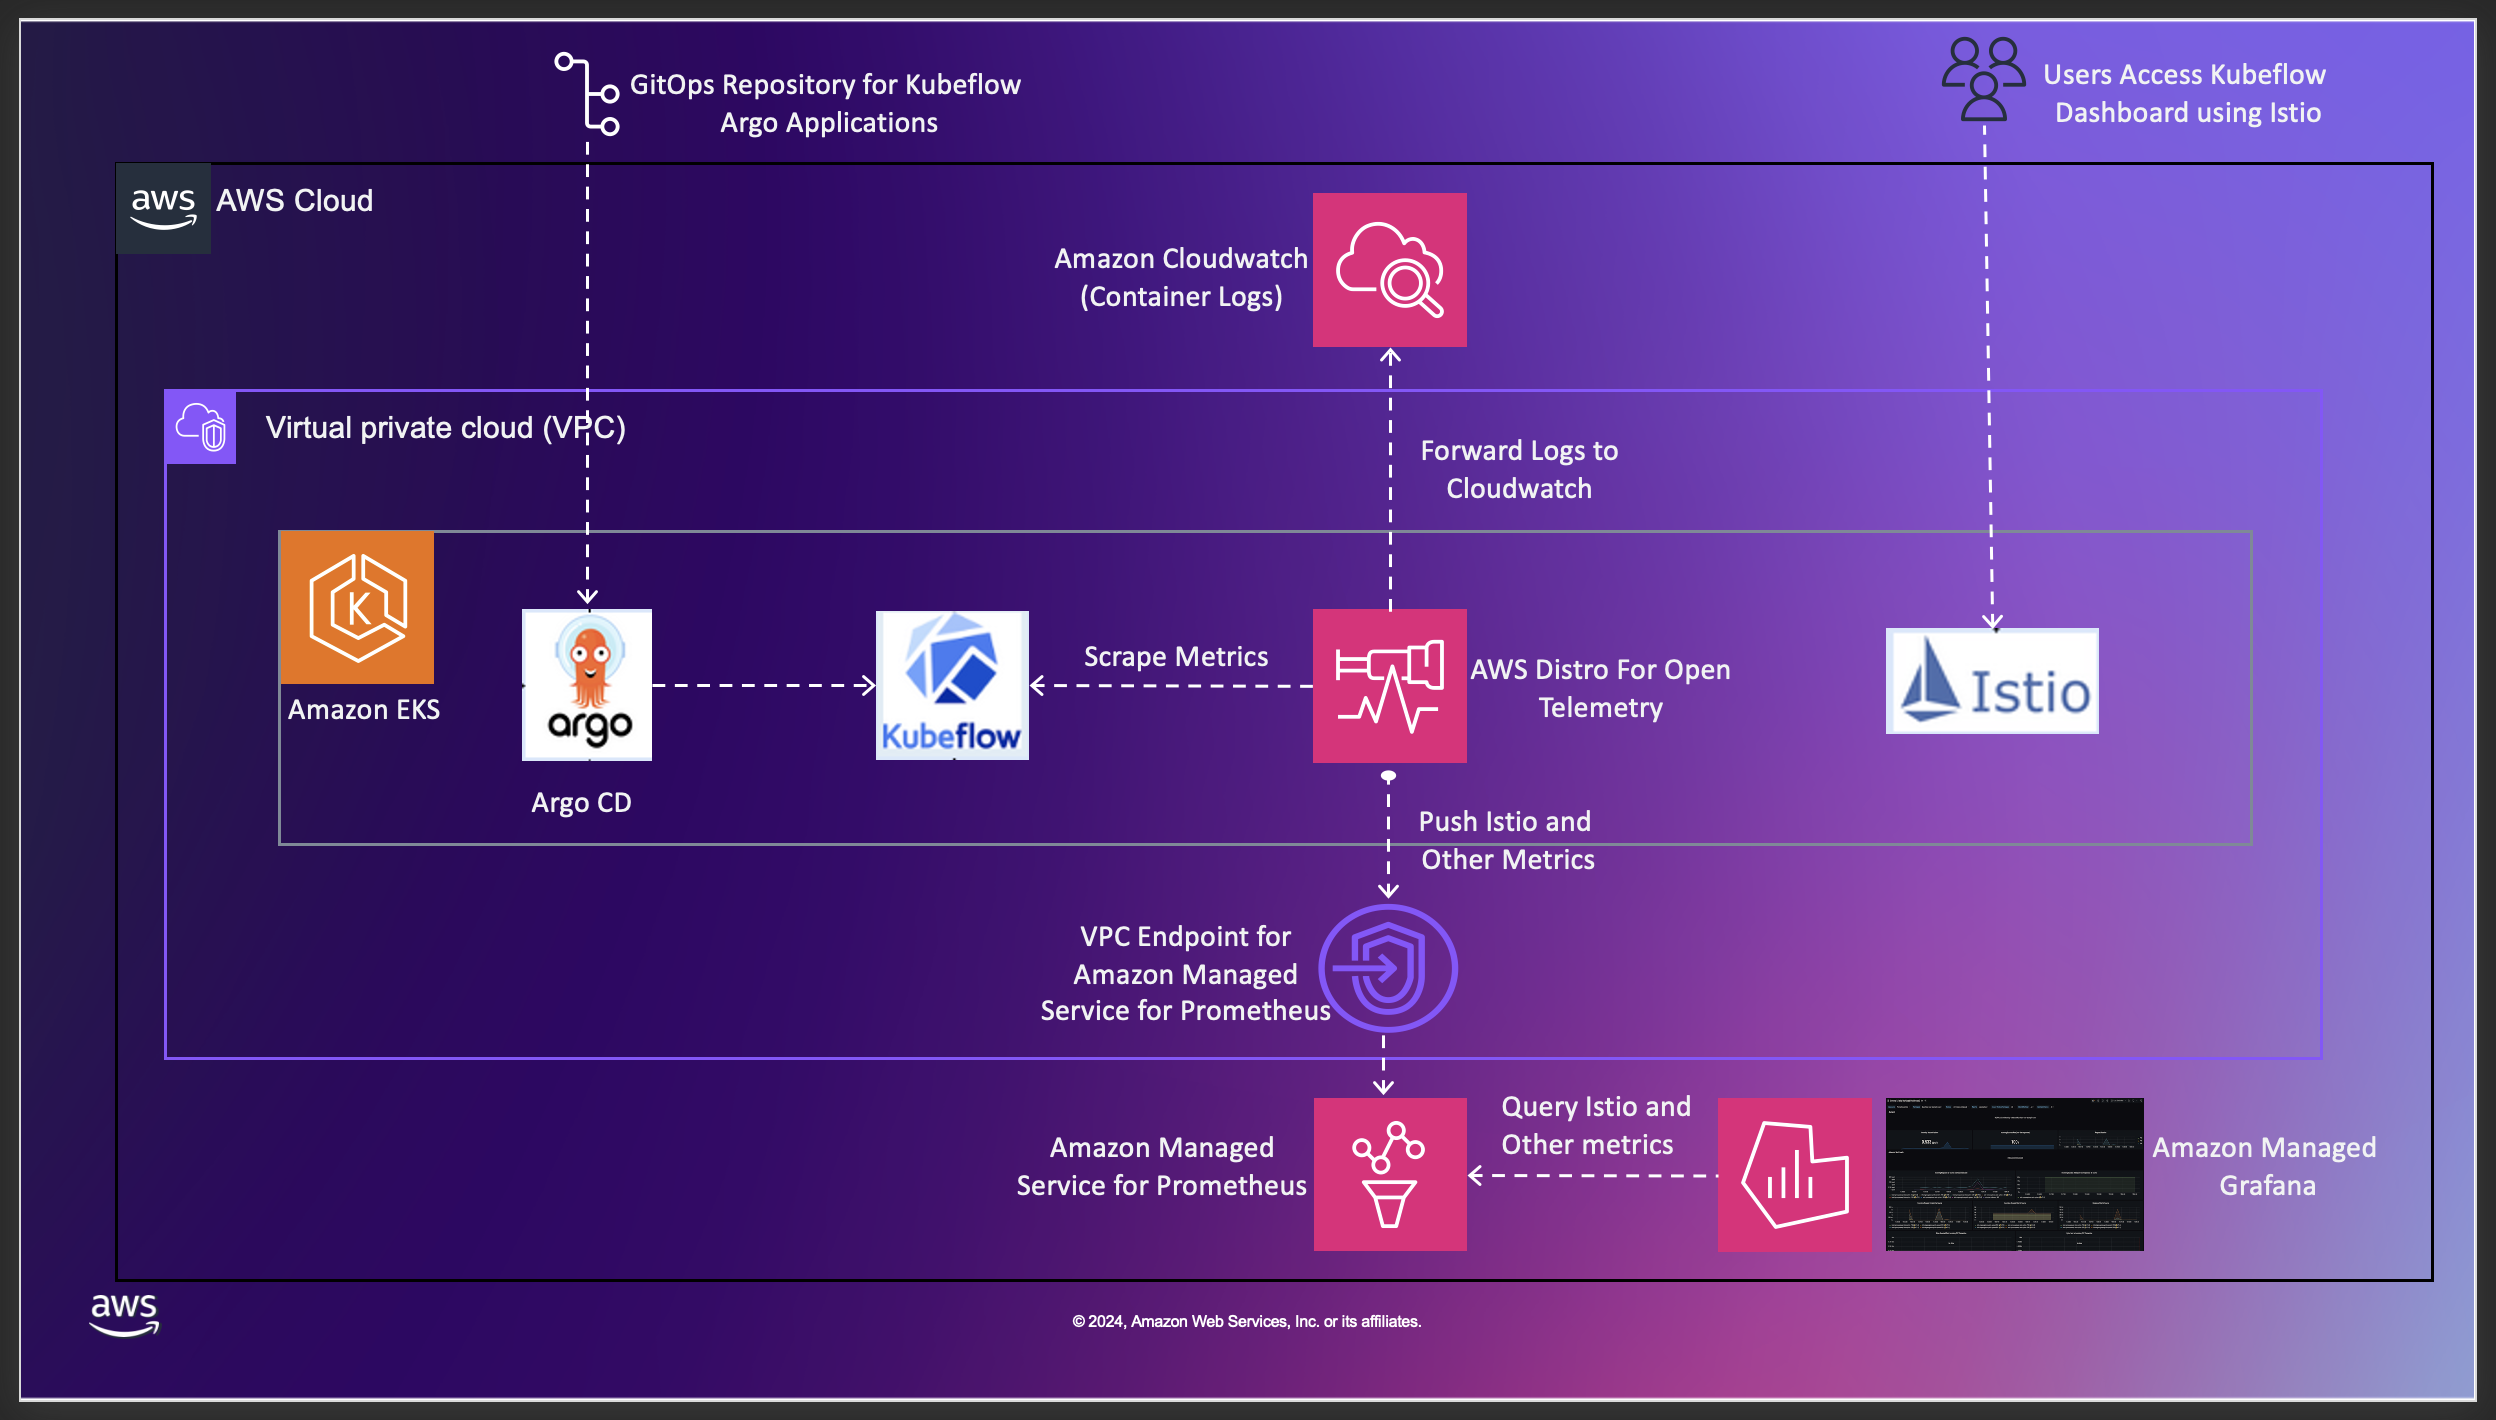 GitOps Repository for Kubeflow
Argo Applications
Users Access Kubeflow
Dashboard using Istio
aws
AWS Cloud
Amazon Cloudwatch
(Container Logs)
Virtual private cloud (VPC)
Forward Logs to
Cloudwatch
K
Amazon EKS
argo
Argo CD
Kubeflow
Scrape Metrics
AWS Distro For Open
Telemetry
Istio
Push Istio and
Other Metrics
VPC Endpoint for
Amazon Managed
Service for Prometheus
Amazon Managed
Service for Prometheus
Query Istio and
Other metrics
Amazon Managed
Grafana
aws
© 2024, Amazon Web Services, Inc. or its affiliates.